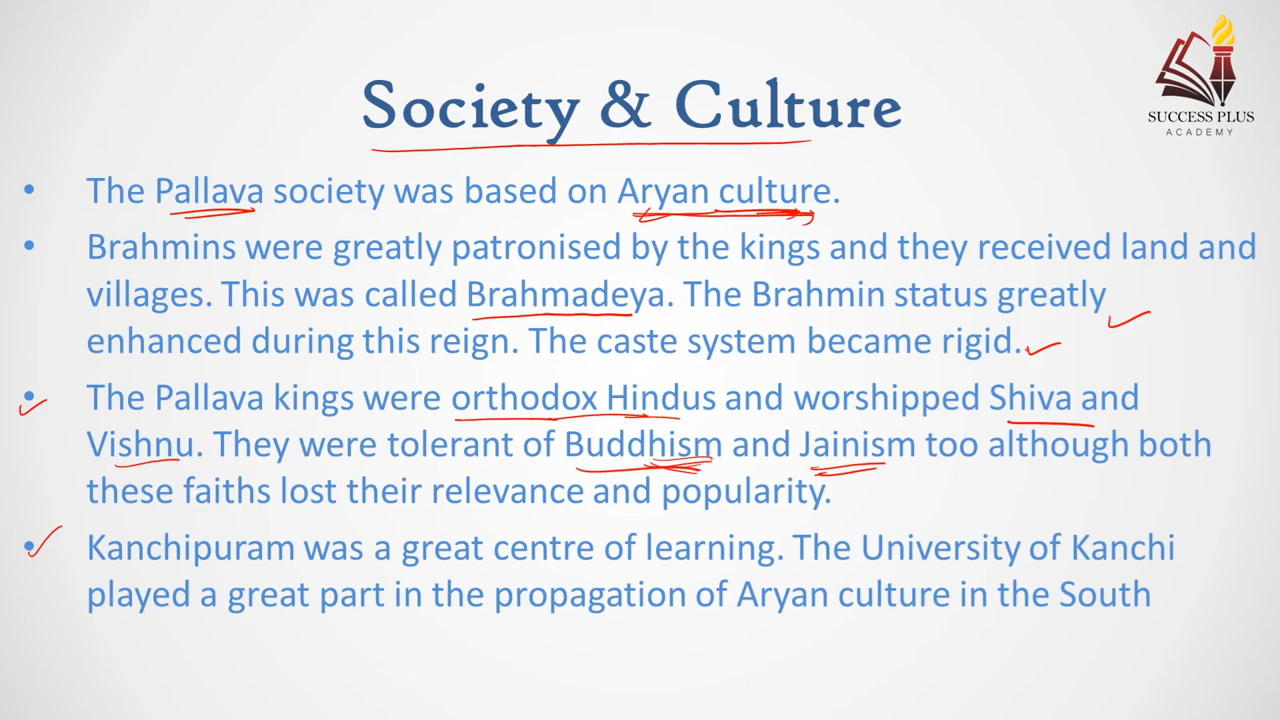 SUCCESS PLUS
ACADEMY
Society & Culture
• The Pallava society was based on Aryan culture.
• Brahmins were greatly patronised by the kings and they received land and
villages. This was called Brahmadeya. The Brahmin status greatly
enhanced during this reign. The caste system became rigid.
• The Pallava kings were orthodox Hindus and worshipped Shiva and
Vishnu. They were tolerant of Buddhism and Jainism too although both
these faiths lost their relevance and popularity.
• Kanchipuram was a great centre of learning. The University of Kanchi
played a great part in the propagation of Aryan culture in the South